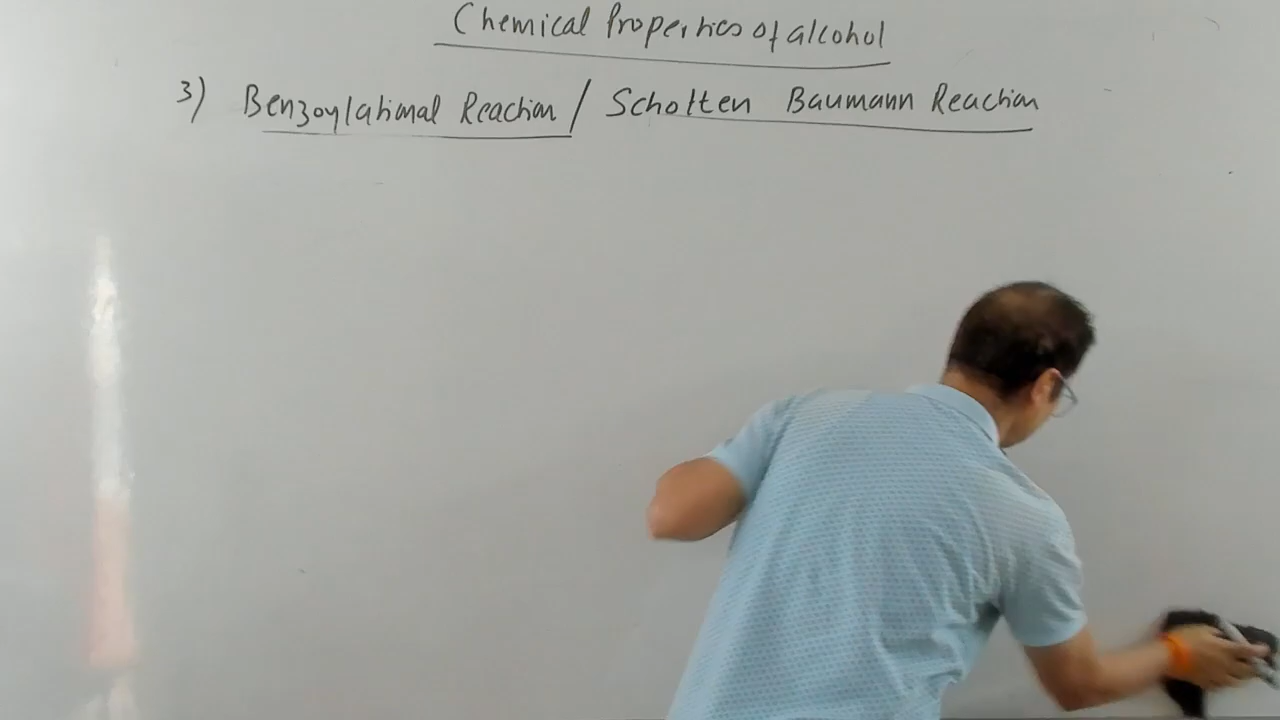 Chemical Properties of alcohol
3) Benzoylational Reaction / Scholten Baumann Reaction